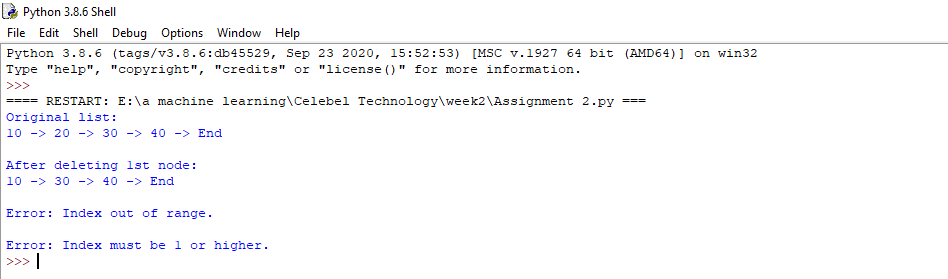 Python 3.8.6 Shell
File Edit Shell Debug Options Window Help
Python 3.8.6 (tags/v3.8.6:db45529, Sep 23 2020, 15:52:53) [MSC v.1927 64 bit (AMD64)] on win32
Type "help", "copyright", "credits" or "license()" for more information.
>>>
==== RESTART: E:\a machine learning\Celebel Technology\week2\Assignment 2.py ===
Original list:
10 -> 20 -> 30 -> 40 -> End
After deleting 1st node:
10 -> 30 -> 40 -> End
Error: Index out of range.
Error: Index must be 1 or higher.
>>>